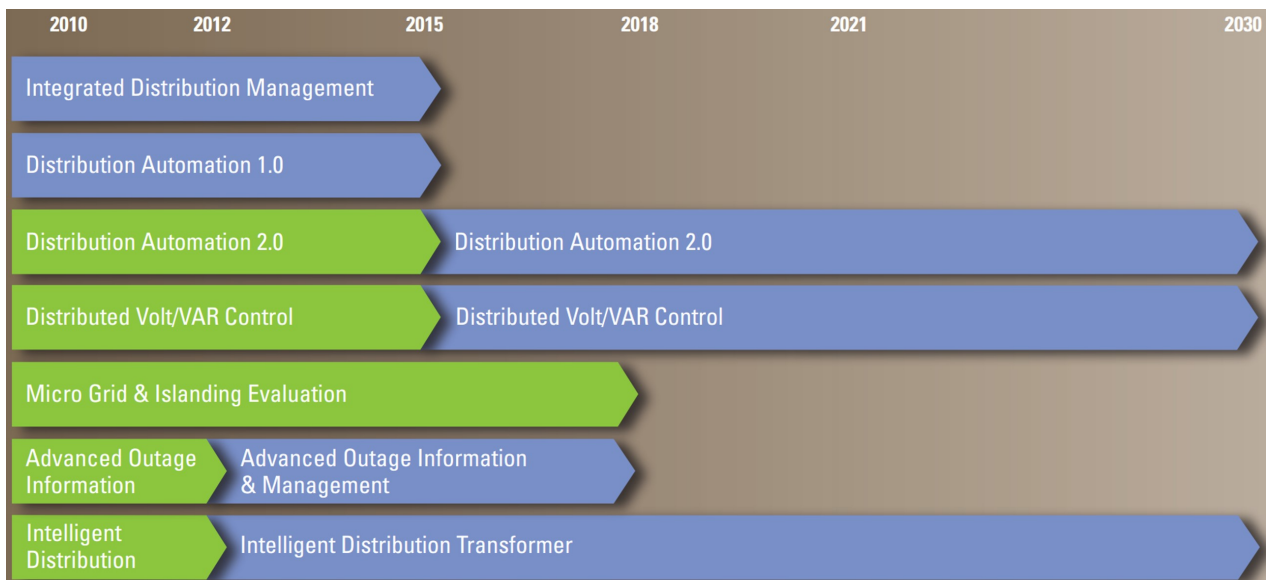 2010 2012 2015 2018 2021 2030
Integrated Distribution Management
Distribution Automation 1.0
Distribution Automation 2.0 Distribution Automation 2.0
Distributed Volt/VAR Control Distributed Volt/VAR Control
Micro Grid & Islanding Evaluation
Advanced Outage
Information
Advanced Outage Information
& Management
Intelligent
Distribution
Intelligent Distribution Transformer